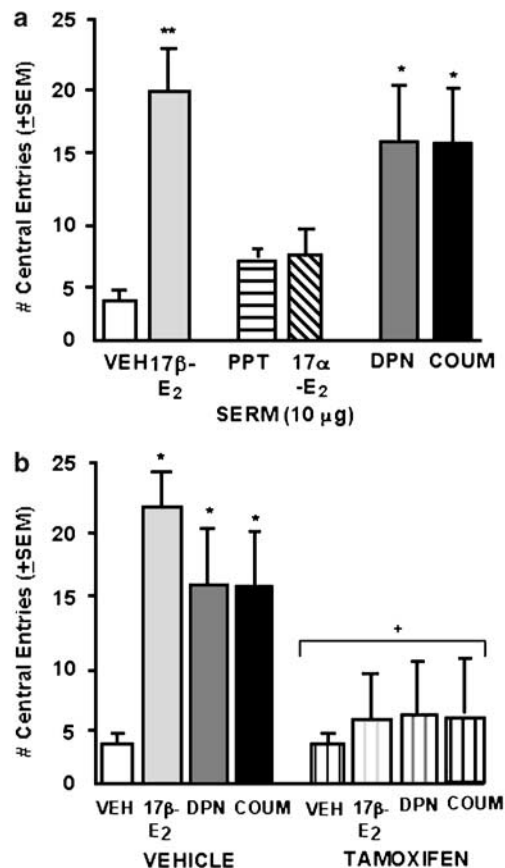 a
# Central Entries (±SEM)
25
20
15
10
5
0
**
*
*
VEH 17β-E₂ PPT 17α-E₂ DPN COUM
SERM (10 μg)
b
# Central Entries (±SEM)
25
20
15
10
5
0
*
*
*
+
VEH 17β-E₂ DPN COUM VEH 17β-E₂ DPN COUM
VEHICLE TAMOXIFEN